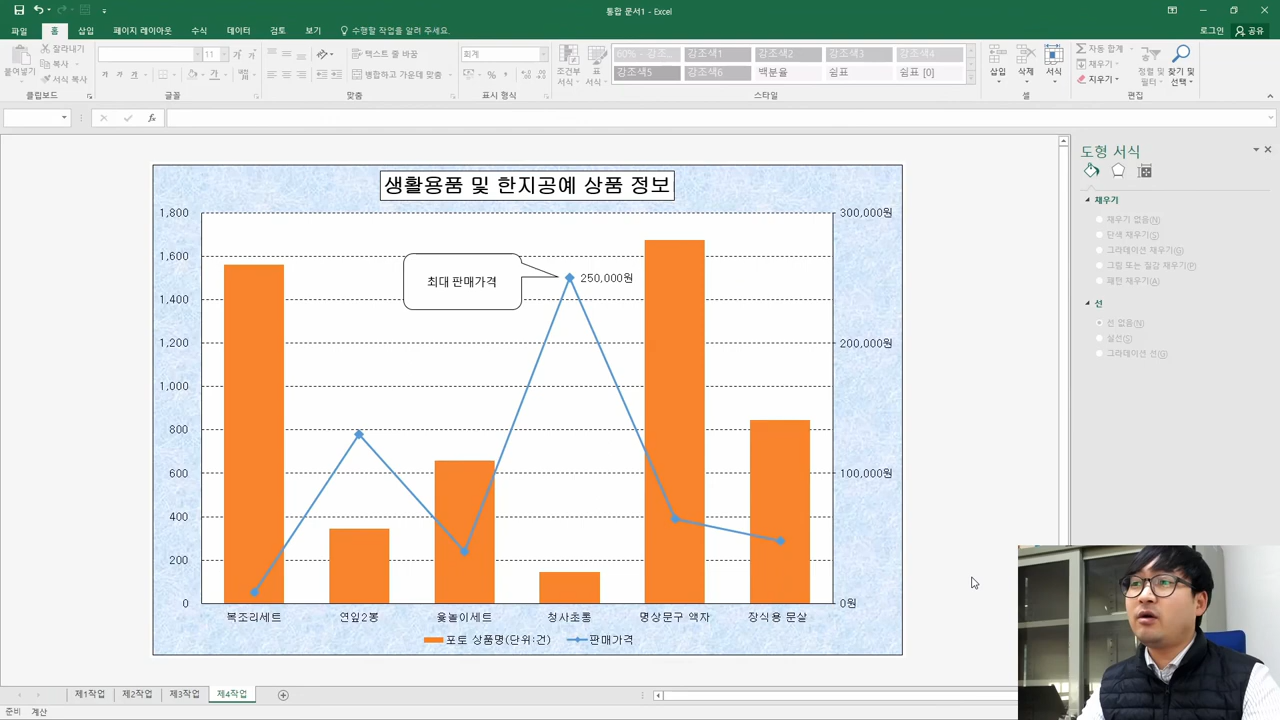 통합 문서1 - Excel
파일 홈 삽입 페이지 레이아웃 수식 데이터 검토 보기 수행할 작업을 알려 주세요. 로그인 공유
붙여넣기 잘라내기 복사 서식 복사 클립보드
11 가 가 가 글꼴
텍스트 줄 바꿈 병합하고 가운데 맞춤 맞춤
회계 % 표시 형식
조건부 서식 표 서식
60% - 강조... 강조색1 강조색2 강조색3 강조색4
강조색5 강조색6 백분율 쉼표 쉼표 [0]
스타일
삽입 삭제 서식 셀
자동 합계 채우기 지우기 정렬 및 필터 찾기 및 선택 편집
fx
생활용품 및 한지공예 상품 정보
1,800
1,600
1,400
1,200
1,000
800
600
400
200
0
최대 판매가격
250,000원
300,000원
200,000원
100,000원
0원
복조리세트 연잎2봉 윷놀이세트 청사초롱 명상문구 액자 장식용 문살
포토 상품명(단위:건) 판매가격
도형 서식
채우기
채우기 없음(N)
단색 채우기(S)
그라데이션 채우기(G)
그림 또는 질감 채우기(P)
패턴 채우기(A)
선
선 없음(N)
실선(S)
그라데이션 선(G)
제1작업 제2작업 제3작업 제4작업
준비 계산